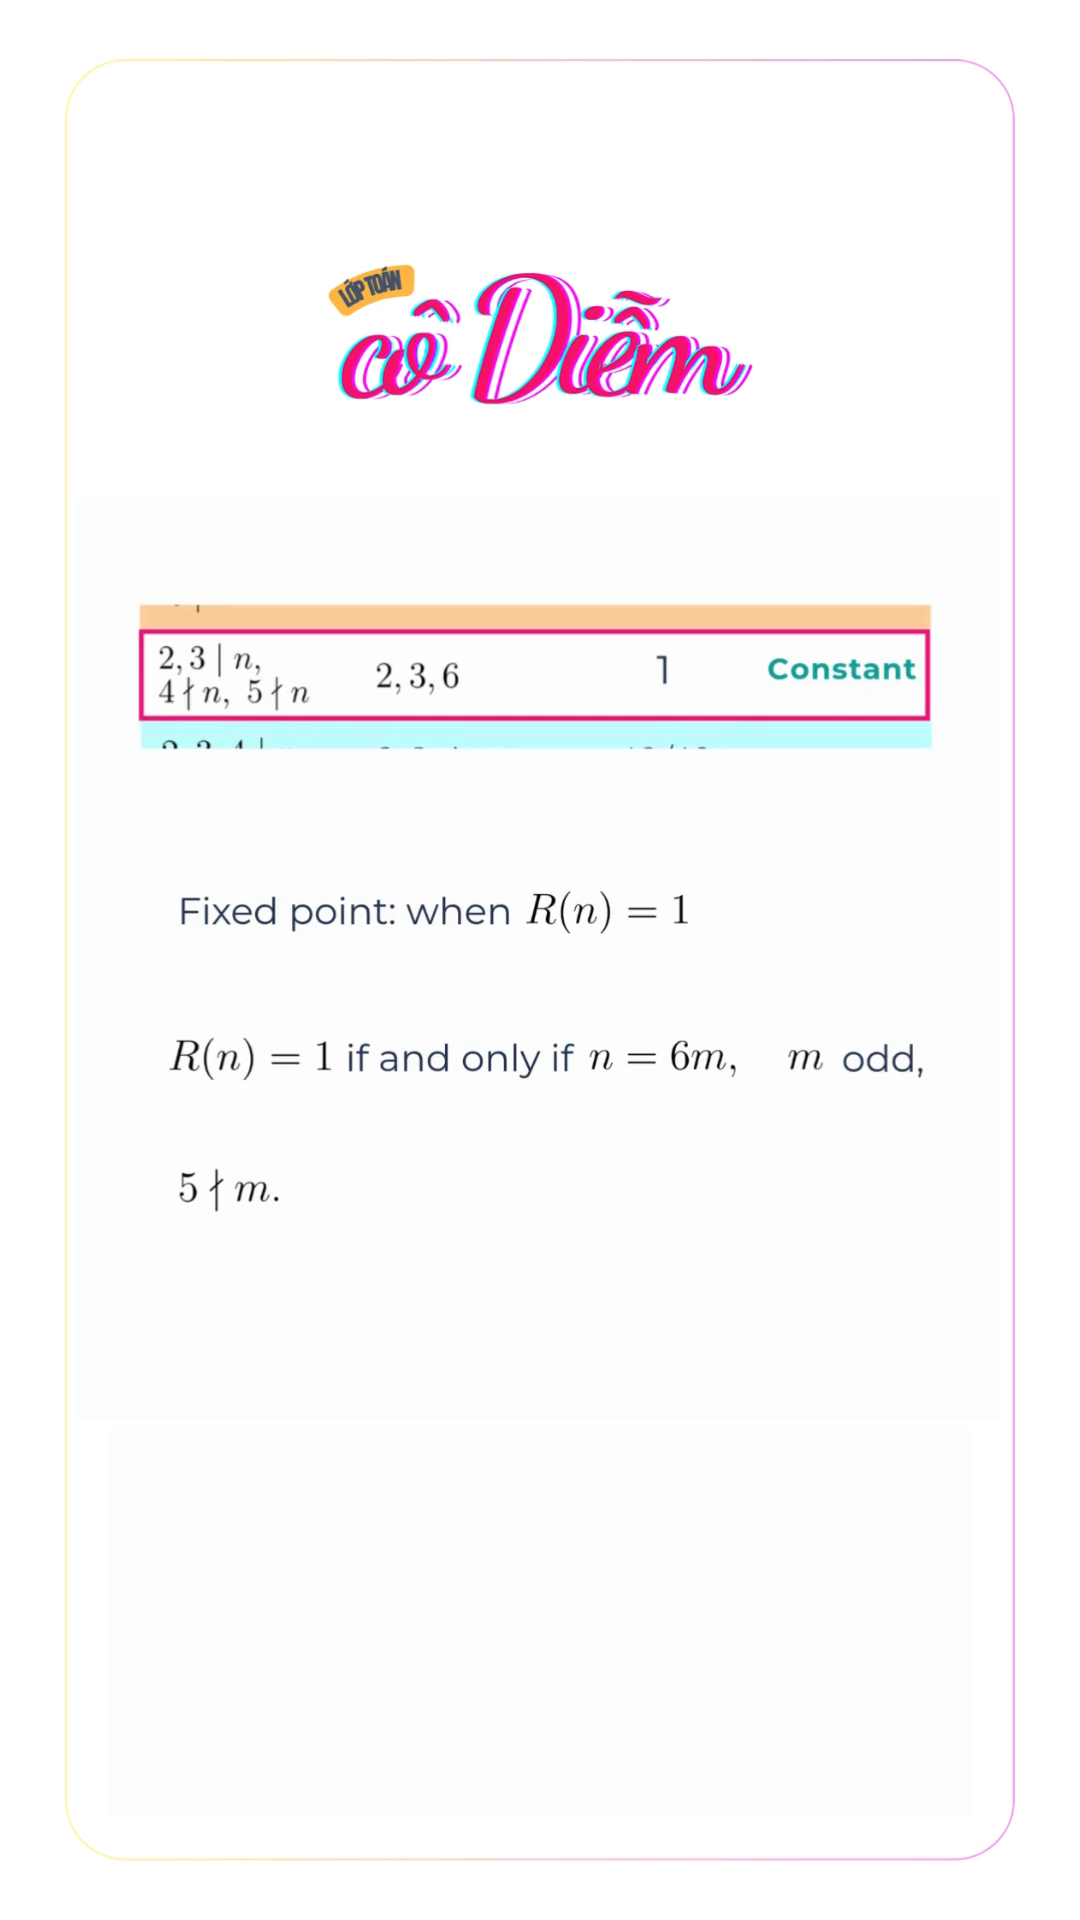 LỚP TOÁN
cô Diễm
2, 3 | n,
4 ∤ n, 5 ∤ n
2, 3, 6
1
Constant
Fixed point: when R(n) = 1
R(n) = 1 if and only if n = 6m, m odd,
5 ∤ m.